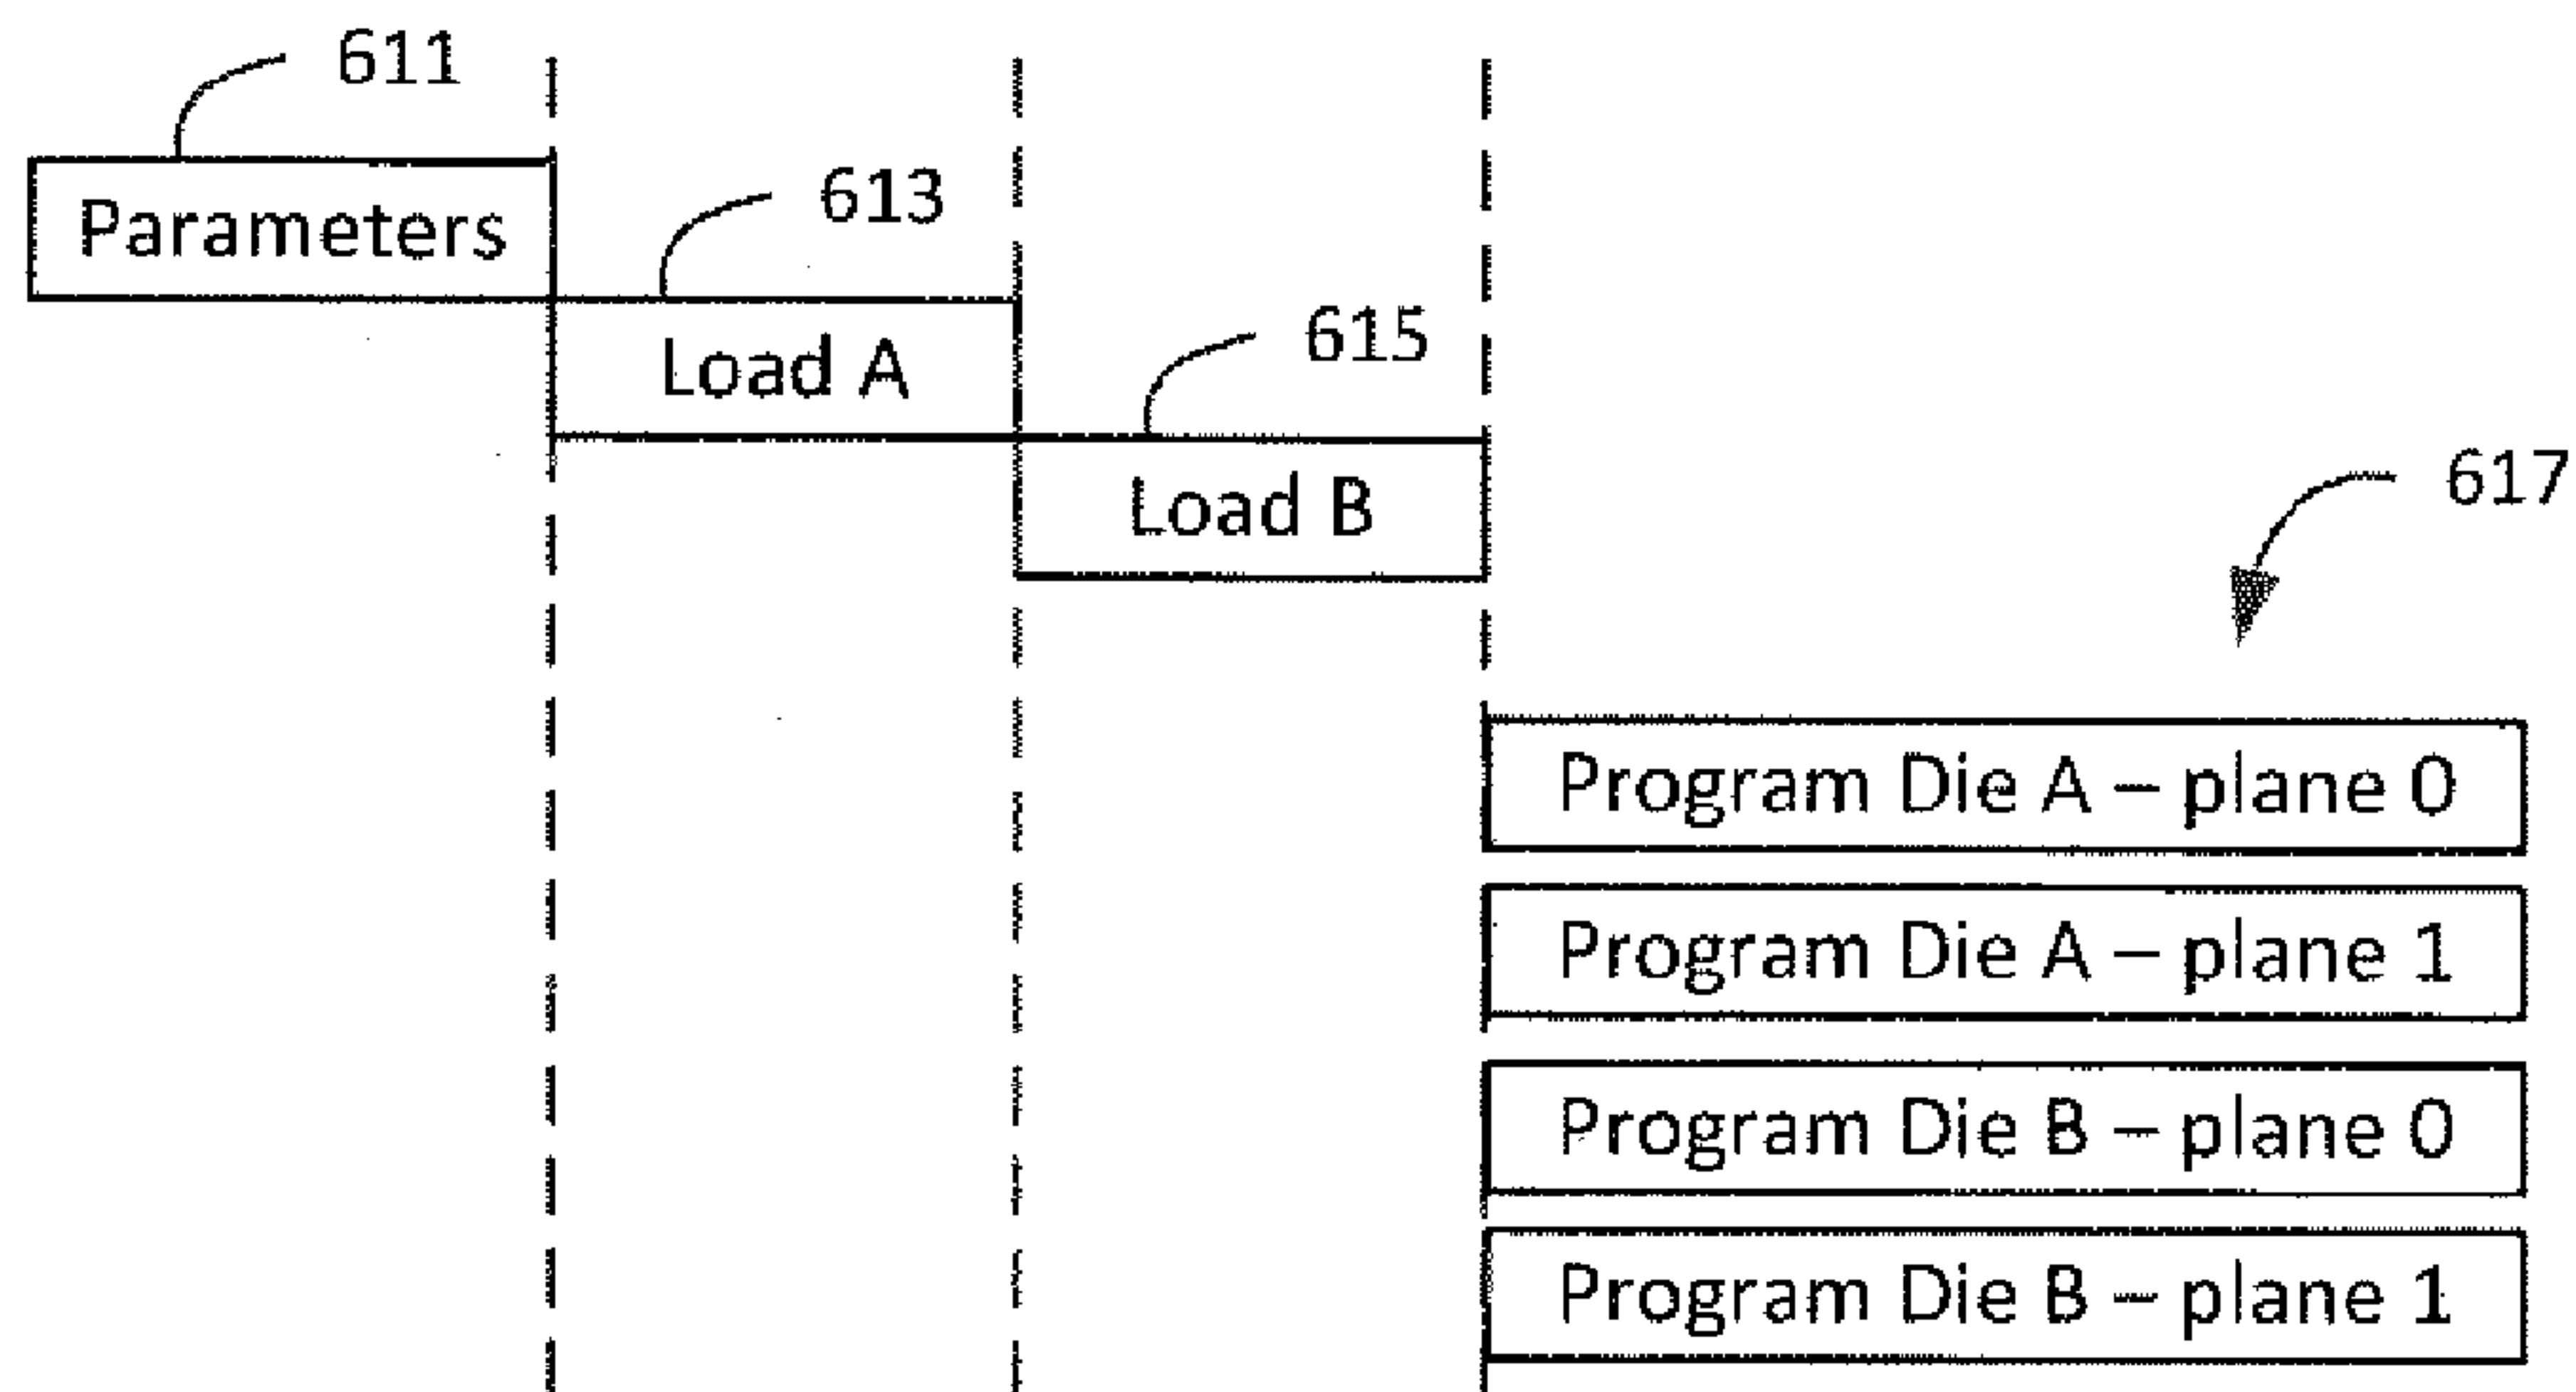 611
Parameters
613
Load A
615
Load B
617
Program Die A – plane 0
Program Die A – plane 1
Program Die B – plane 0
Program Die B – plane 1